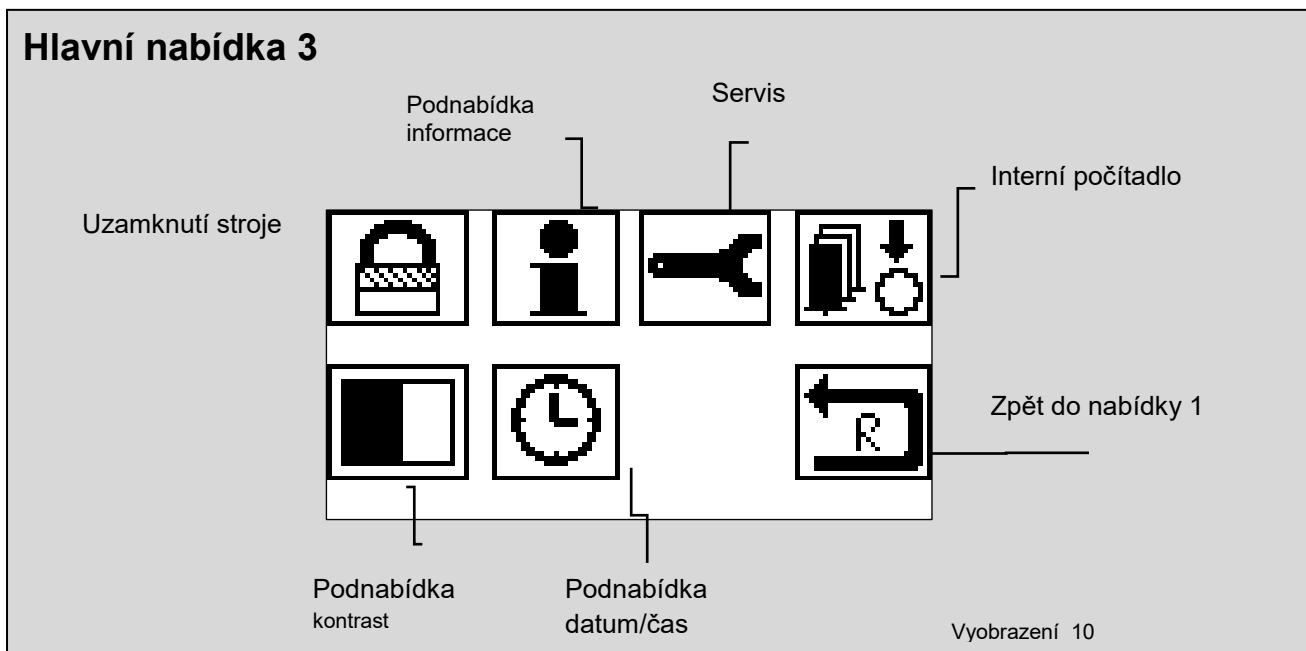 Hlavní nabídka 3
Podnabídka
informace
Servis
Interní počítadlo
Uzamknutí stroje
R
Zpět do nabídky 1
Podnabídka
kontrast
Podnabídka
datum/čas
Vyobrazení 10